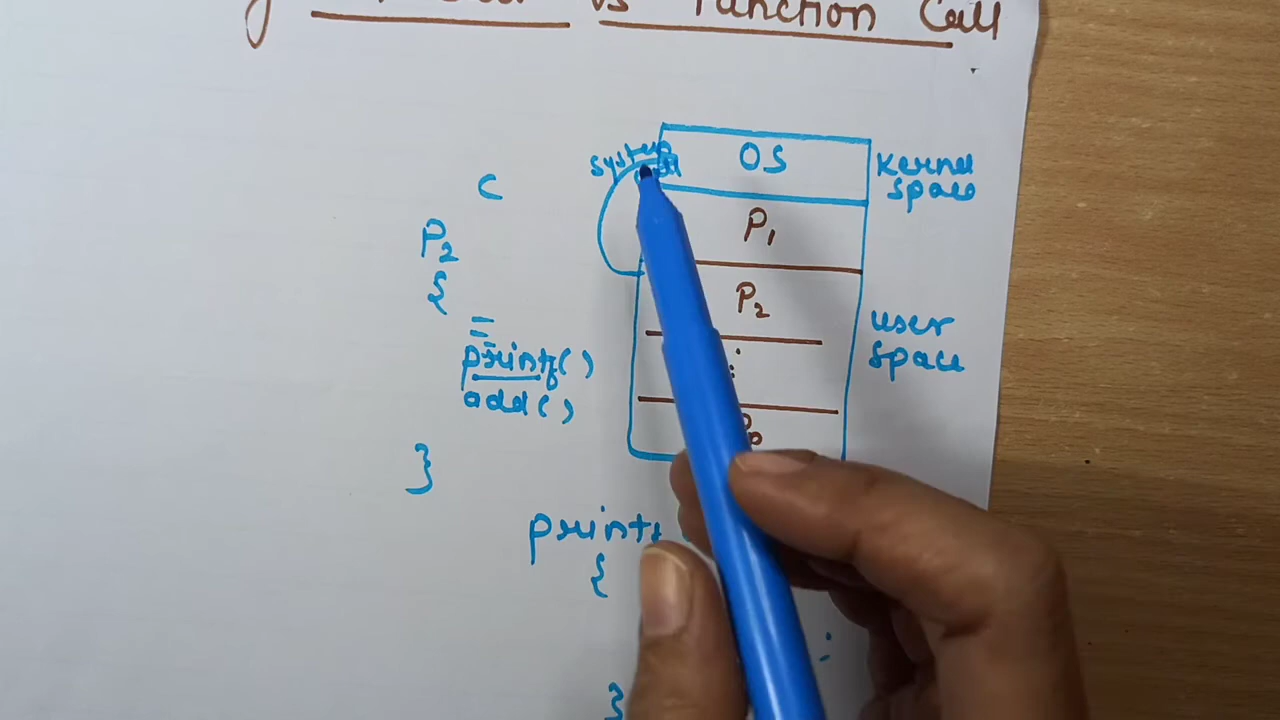 vs Function Call
system
OS
Kernel
space
C
P1
P2
{
P2
=
printf()
add()
user
space
:
}
printf
{
:
}